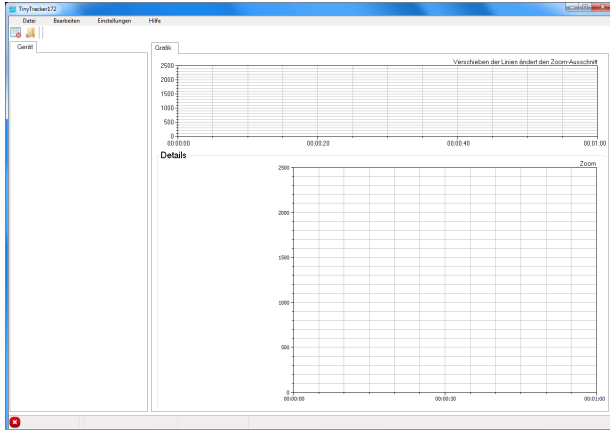 TinyTracker172
Datei Bearbeiten Einstellungen Hilfe
Gerät
Grafik
Verschieben der Linien ändert den Zoom-Ausschnitt
2500
2000
1500
1000
500
0
00:00:00 00:00:20 00:00:40 00:01:00
Details
Zoom
2500
2000
1500
1000
500
0
00:00:00 00:00:30 00:01:00